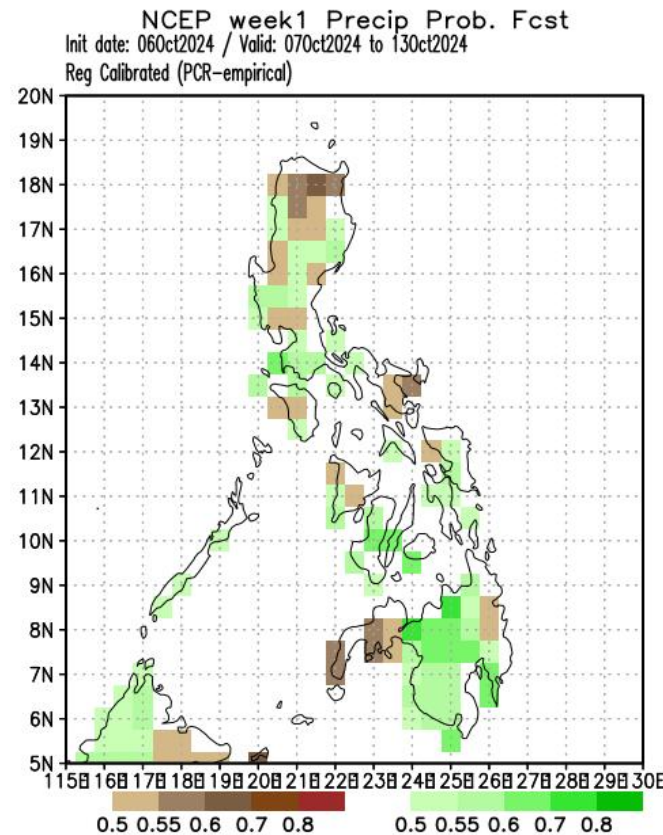 NCEP week1 Precip Prob. Fcst
Init date: 06Oct2024 / Valid: 07Oct2024 to 13Oct2024
Reg Calibrated (PCR-empirical)
20N
19N
18N
17N
16N
15N
14N
13N
12N
11N
10N
9N
8N
7N
6N
5N
115E 116E 117E 118E 119E 120E 121E 122E 123E 124E 125E 126E 127E 128E 129E 130E
0.5 0.55 0.6 0.7 0.8 0.5 0.55 0.6 0.7 0.8